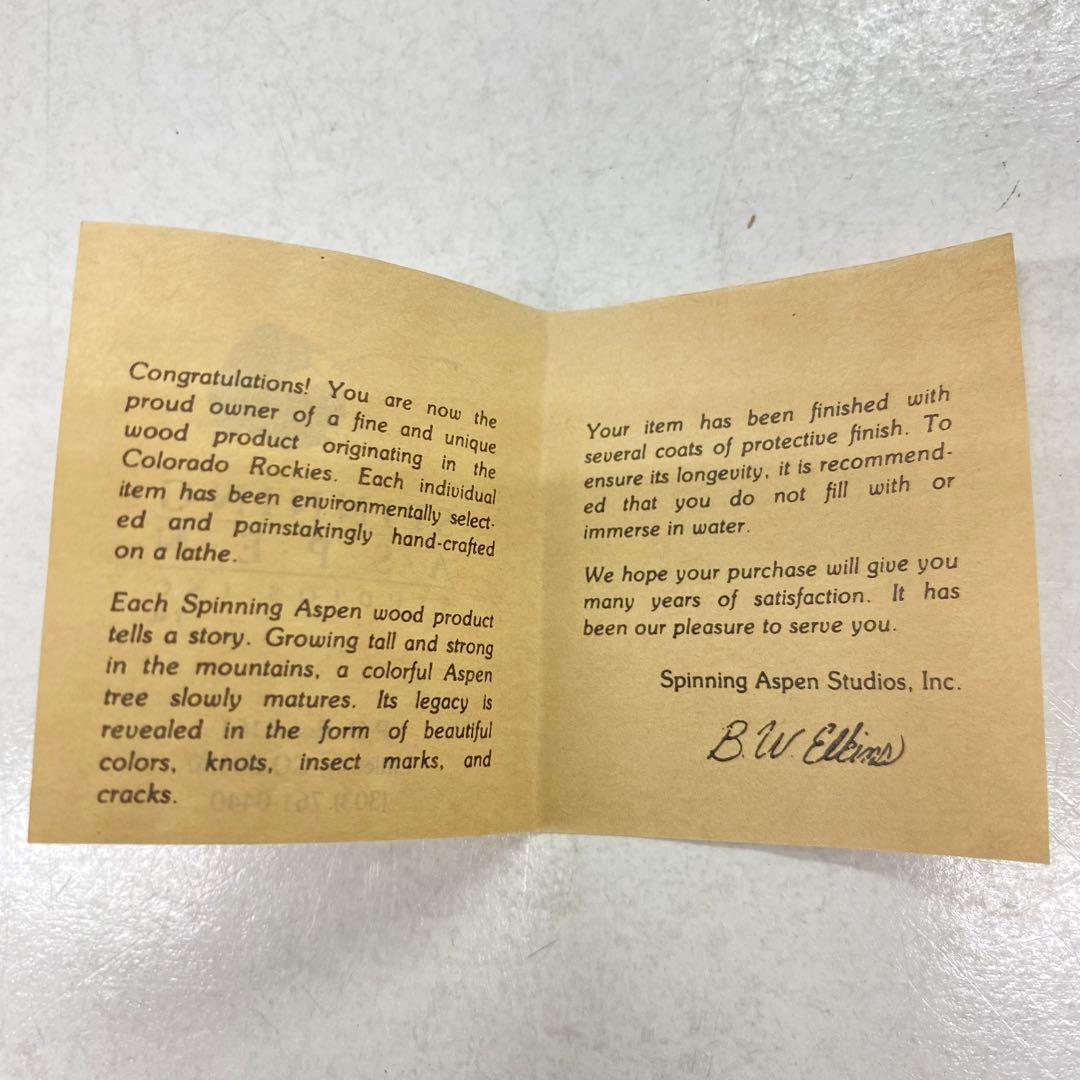 Congratulations! You are now the
proud owner of a fine and unique
wood product originating in the
Colorado Rockies. Each individual
item has been environmentally select-
ed and painstakingly hand-crafted
on a lathe.
Each Spinning Aspen wood product
tells a story. Growing tall and strong
in the mountains, a colorful Aspen
tree slowly matures. Its legacy is
revealed in the form of beautiful
colors, knots, insect marks, and
cracks.
Your item has been finished with
several coats of protective finish. To
ensure its longevity, it is recommend-
ed that you do not fill with or
immerse in water.
We hope your purchase will give you
many years of satisfaction. It has
been our pleasure to serve you.
Spinning Aspen Studios, Inc.
B.W. Elkins